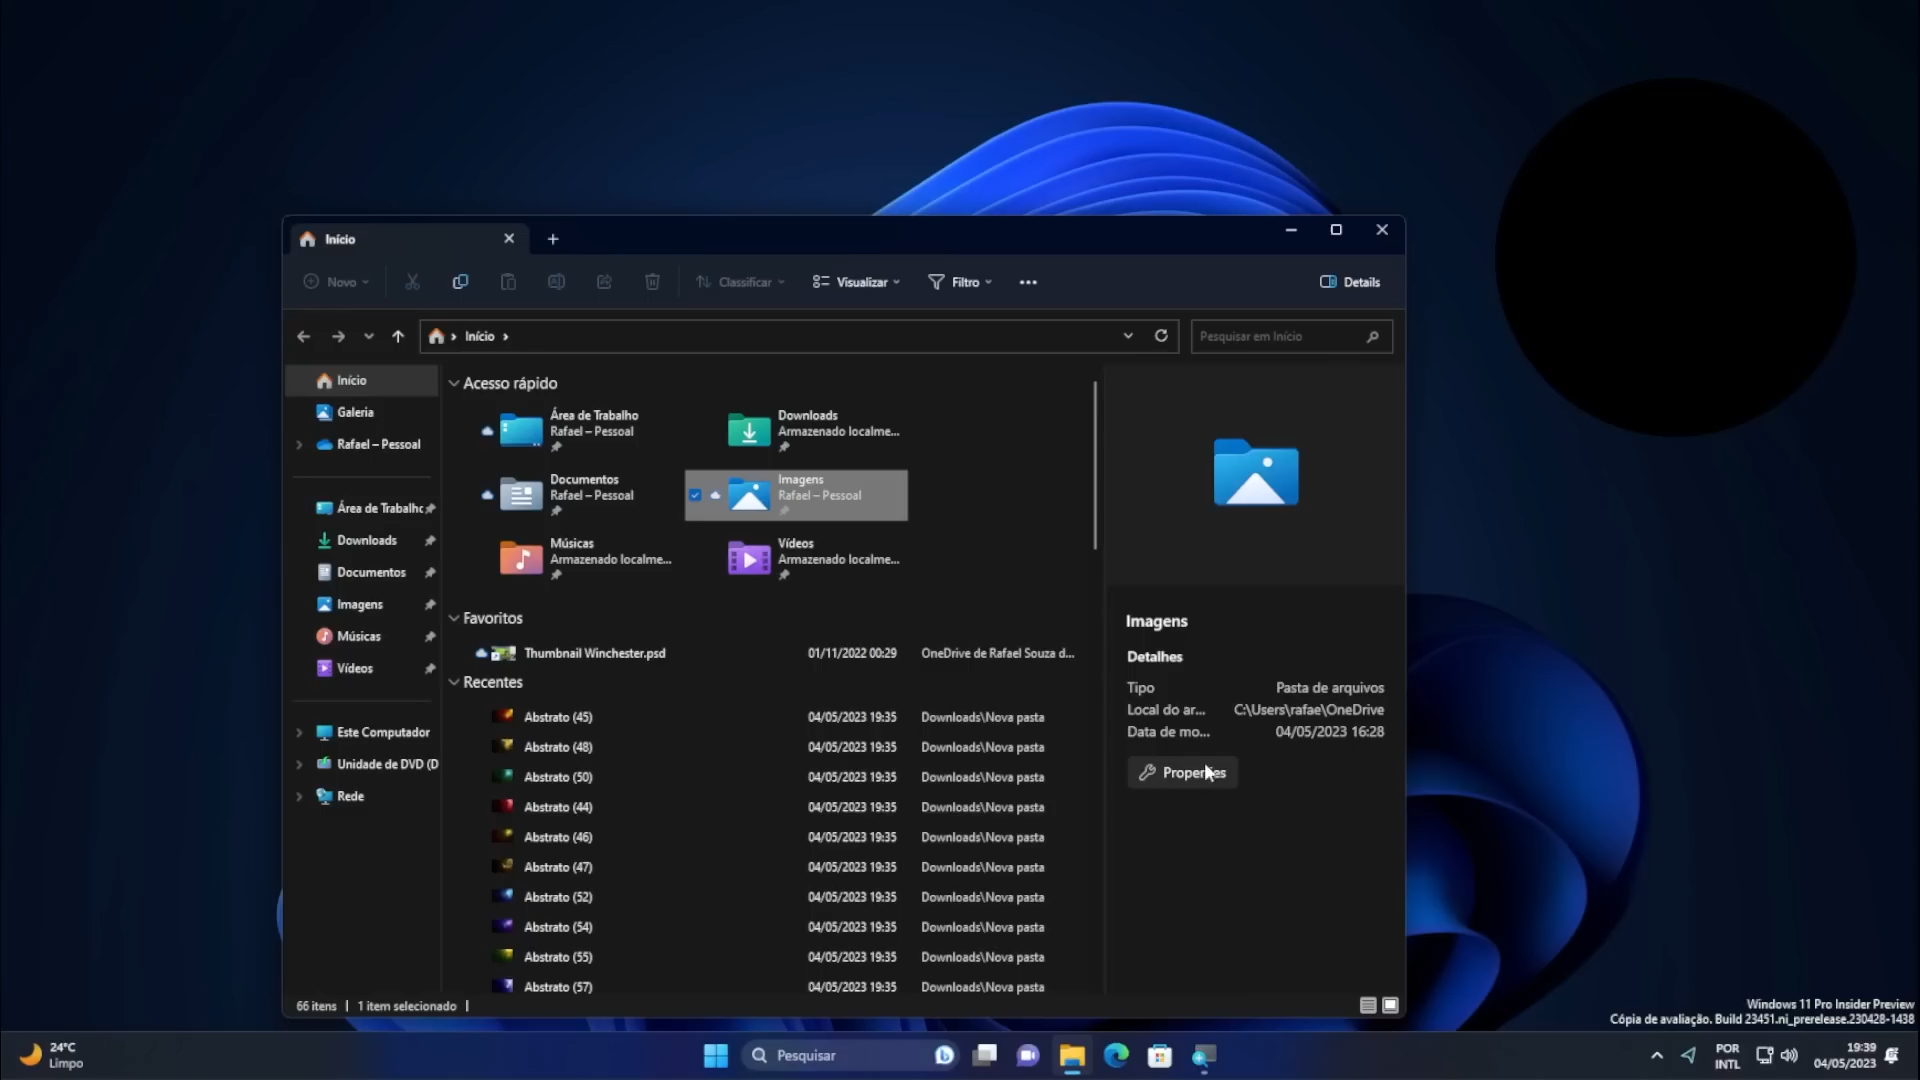 Início
Novo
Classificar
Visualizar
Filtro
Details
Início
Pesquisar em Início
Início
Galeria
Rafael – Pessoal
Área de Trabalho
Downloads
Documentos
Imagens
Músicas
Vídeos
Este Computador
Unidade de DVD (D
Rede
Acesso rápido
Área de Trabalho
Rafael – Pessoal
Downloads
Armazenado localme...
Documentos
Rafael – Pessoal
Imagens
Rafael – Pessoal
Músicas
Armazenado localme...
Vídeos
Armazenado localme...
Favoritos
Thumbnail Winchester.psd 01/11/2022 00:29 OneDrive de Rafael Souza d...
Recentes
Abstrato (45) 04/05/2023 19:35 Downloads\Nova pasta
Abstrato (48) 04/05/2023 19:35 Downloads\Nova pasta
Abstrato (50) 04/05/2023 19:35 Downloads\Nova pasta
Abstrato (44) 04/05/2023 19:35 Downloads\Nova pasta
Abstrato (46) 04/05/2023 19:35 Downloads\Nova pasta
Abstrato (47) 04/05/2023 19:35 Downloads\Nova pasta
Abstrato (52) 04/05/2023 19:35 Downloads\Nova pasta
Abstrato (54) 04/05/2023 19:35 Downloads\Nova pasta
Abstrato (55) 04/05/2023 19:35 Downloads\Nova pasta
Abstrato (57) 04/05/2023 19:35 Downloads\Nova pasta
Imagens
Detalhes
Tipo Pasta de arquivos
Local do ar... C:\Users\rafae\OneDrive
Data de mo... 04/05/2023 16:28
Properties
66 itens | 1 item selecionado |
Windows 11 Pro Insider Preview
Cópia de avaliação. Build 23451.ni_prerelease.230428-1438
24°C
Limpo
Pesquisar
POR
INTL
19:39
04/05/2023